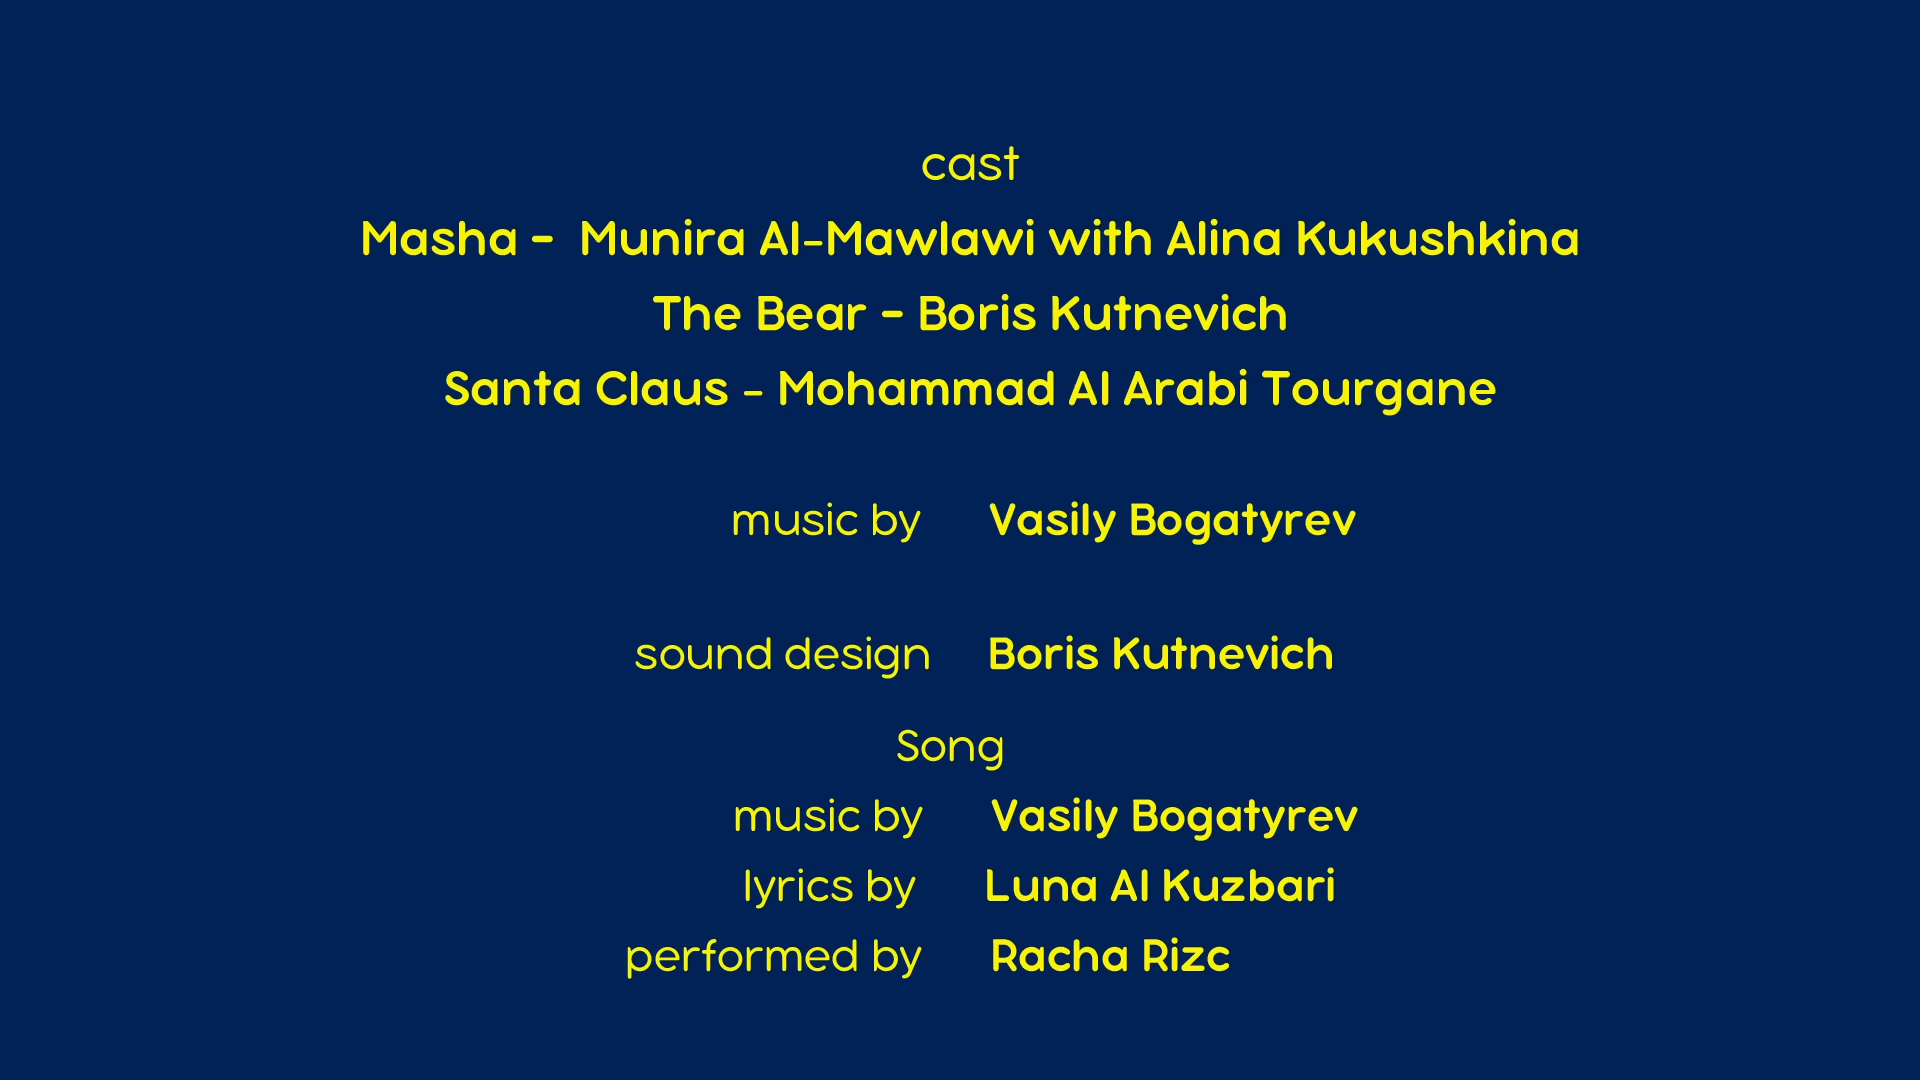 cast
Masha - Munira Al-Mawlawi with Alina Kukushkina
The Bear - Boris Kutnevich
Santa Claus - Mohammad Al Arabi Tourgane
music by Vasily Bogatyrev
sound design Boris Kutnevich
Song
music by Vasily Bogatyrev
lyrics by Luna Al Kuzbari
performed by Racha Rizc